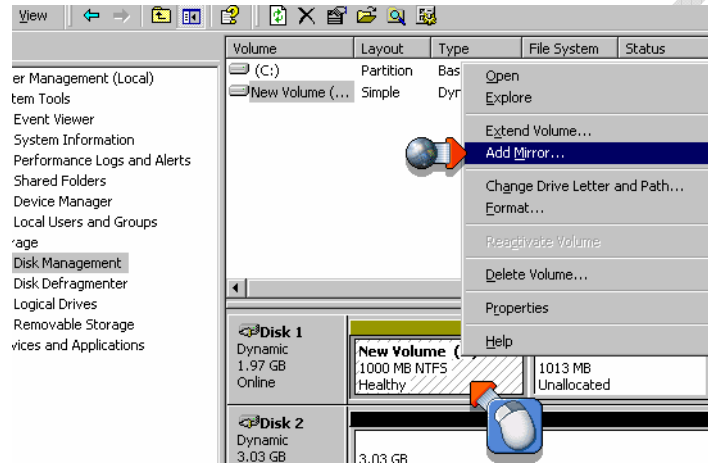 View
Volume Layout Type File System Status
(C:) Partition Bas
New Volume (... Simple Dyr
er Management (Local)
tem Tools
Event Viewer
System Information
Performance Logs and Alerts
Shared Folders
Device Manager
Local Users and Groups
rage
Disk Management
Disk Defragmenter
Logical Drives
Removable Storage
vices and Applications
Open
Explore
Extend Volume...
Add Mirror...
Change Drive Letter and Path...
Format...
Reactivate Volume
Delete Volume...
Properties
Help
Disk 1
Dynamic
1.97 GB
Online
New Volume (
1000 MB NTFS
Healthy
1013 MB
Unallocated
Disk 2
Dynamic
3.03 GB
3.03 GB